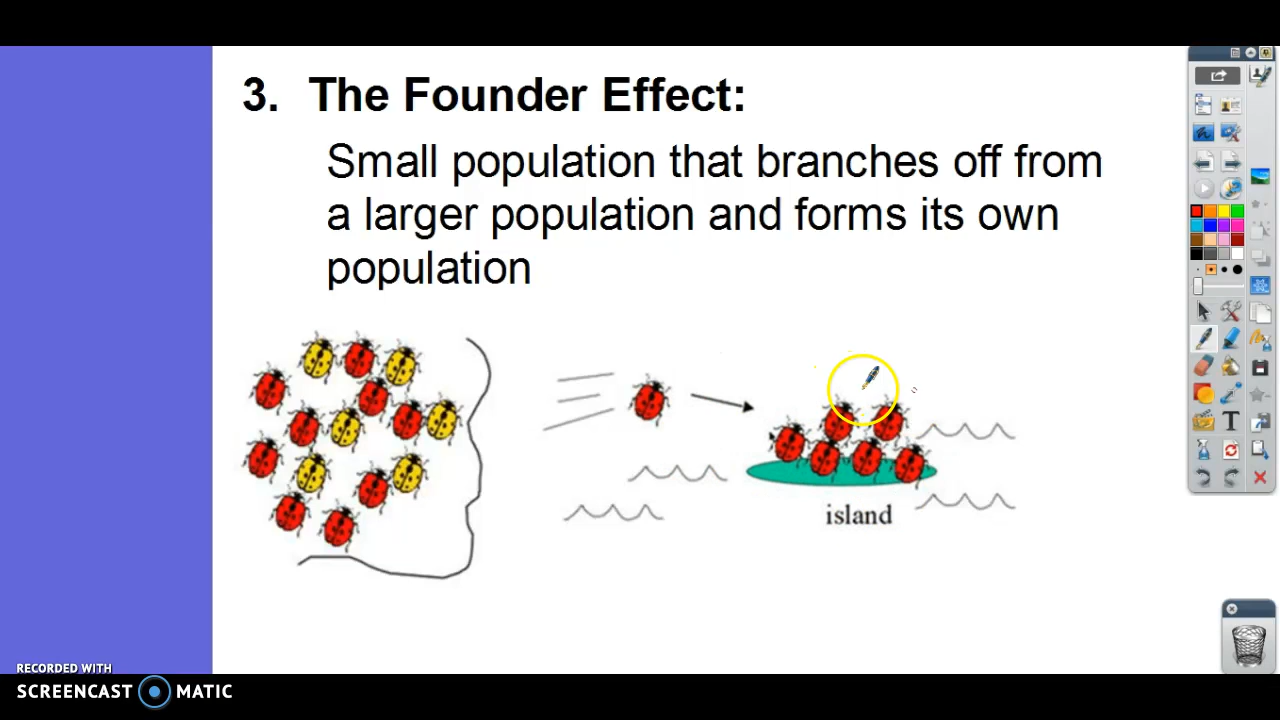 3. The Founder Effect:
Small population that branches off from
a larger population and forms its own
population
island
RECORDED WITH
SCREENCAST MATIC